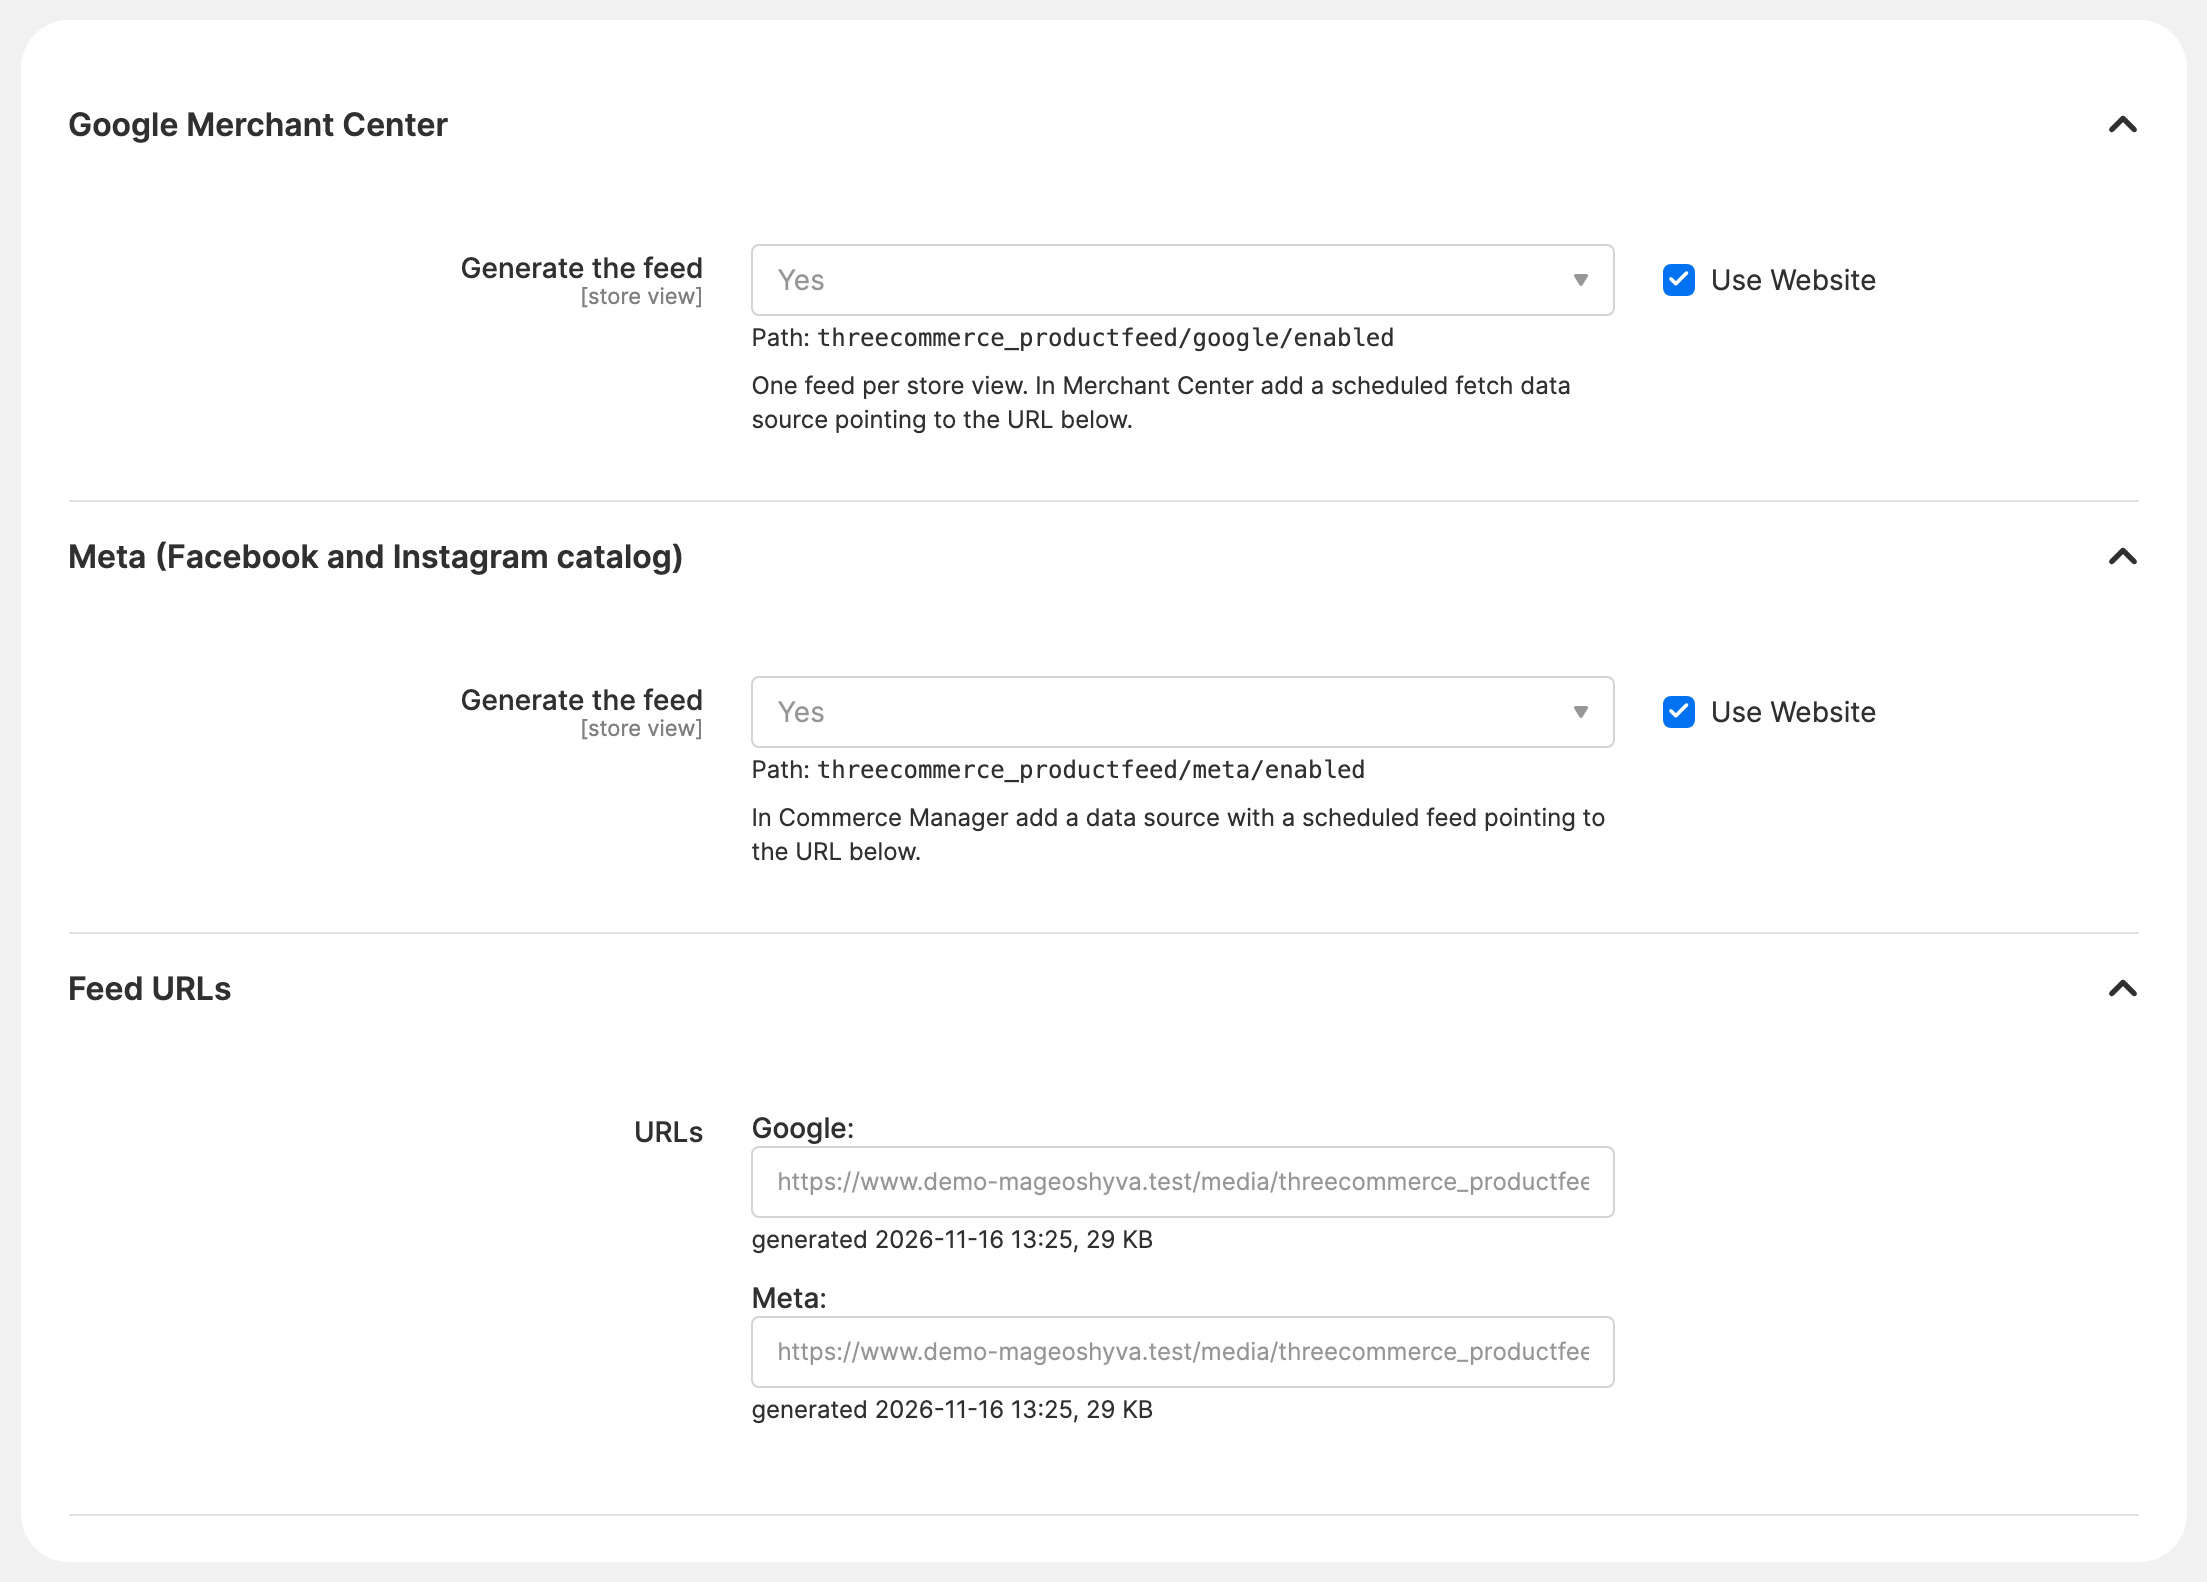 Google Merchant Center
Generate the feed
[store view]
Yes
Use Website
Path: threecommerce_productfeed/google/enabled
One feed per store view. In Merchant Center add a scheduled fetch data
source pointing to the URL below.
Meta (Facebook and Instagram catalog)
Generate the feed
[store view]
Yes
Use Website
Path: threecommerce_productfeed/meta/enabled
In Commerce Manager add a data source with a scheduled feed pointing to
the URL below.
Feed URLs
URLs
Google:
https://www.demo-mageoshyva.test/media/threecommerce_productfee
generated 2026-11-16 13:25, 29 KB
Meta:
https://www.demo-mageoshyva.test/media/threecommerce_productfee
generated 2026-11-16 13:25, 29 KB